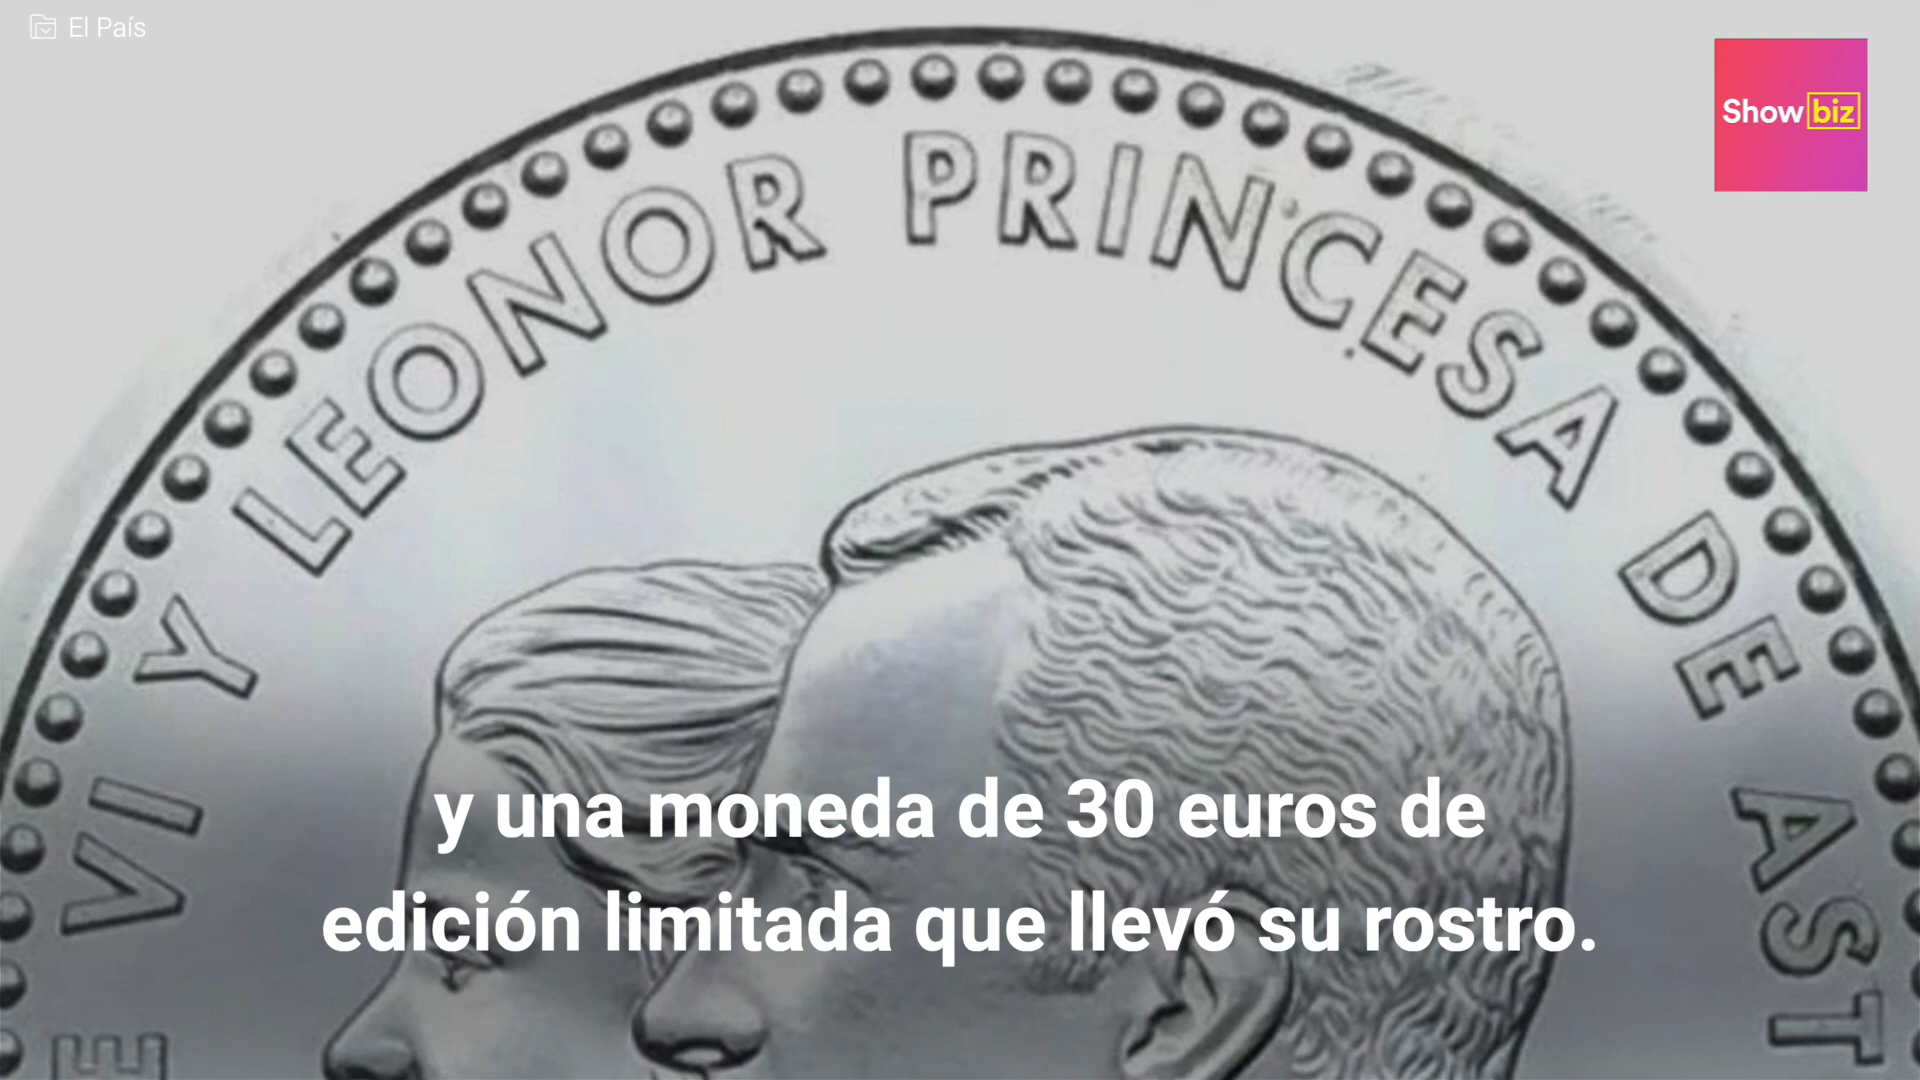 El País
Show biz
E VI Y LEONOR PRINCESA DE AST
y una moneda de 30 euros de
edición limitada que llevó su rostro.